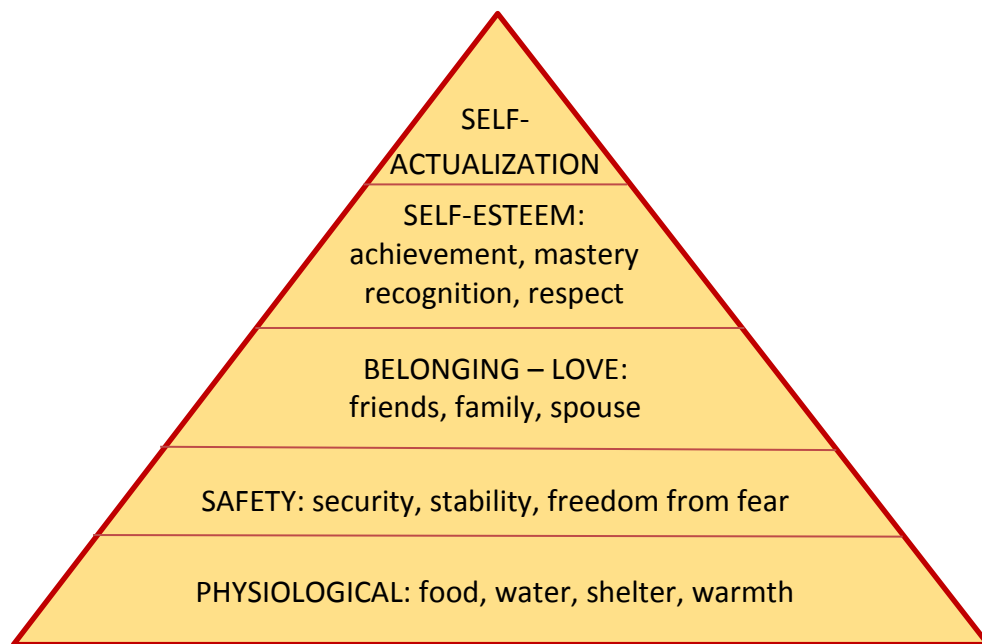 SELF-
ACTUALIZATION
SELF-ESTEEM:
achievement, mastery
recognition, respect
BELONGING – LOVE:
friends, family, spouse
SAFETY: security, stability, freedom from fear
PHYSIOLOGICAL: food, water, shelter, warmth